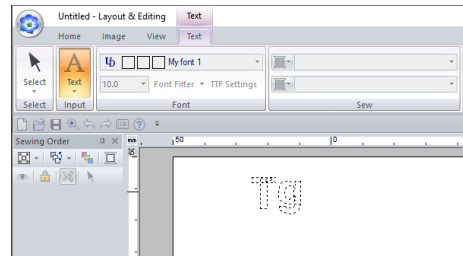 Untitled - Layout & Editing Text
Home Image View Text
Select Text My font 1
10.0 Font Filter TTF Settings
Select Input Font Sew
Sewing Order
50 0
Tg